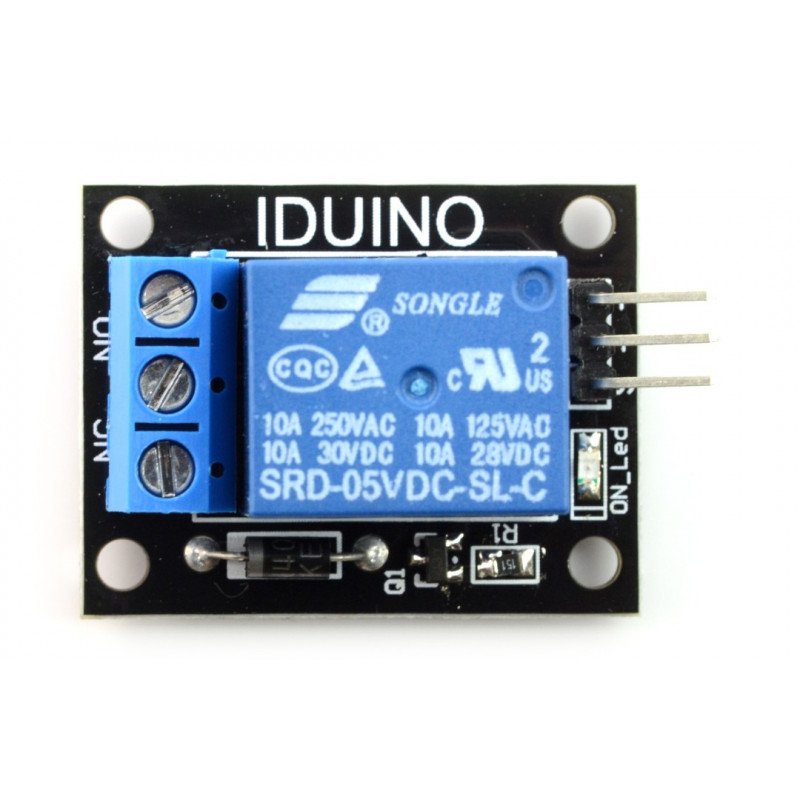 IDUINO
SONGLE
®
NO
CQC
2
C US
NC
10A 250VAC 10A 125VAC
10A 30VDC 10A 28VDC
SRD-05VDC-SL-C
ON_Led
R1
151
Q1